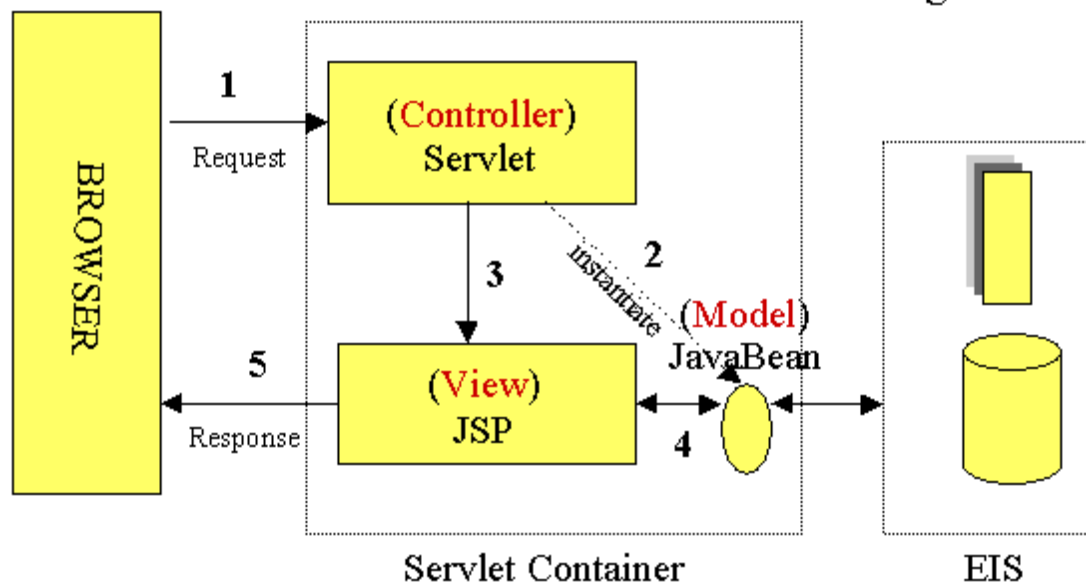 1
Request
(Controller)
Servlet
BROWSER
2
instantiate
3
(Model)
JavaBean
5
(View)
JSP
Response
4
Servlet Container
EIS